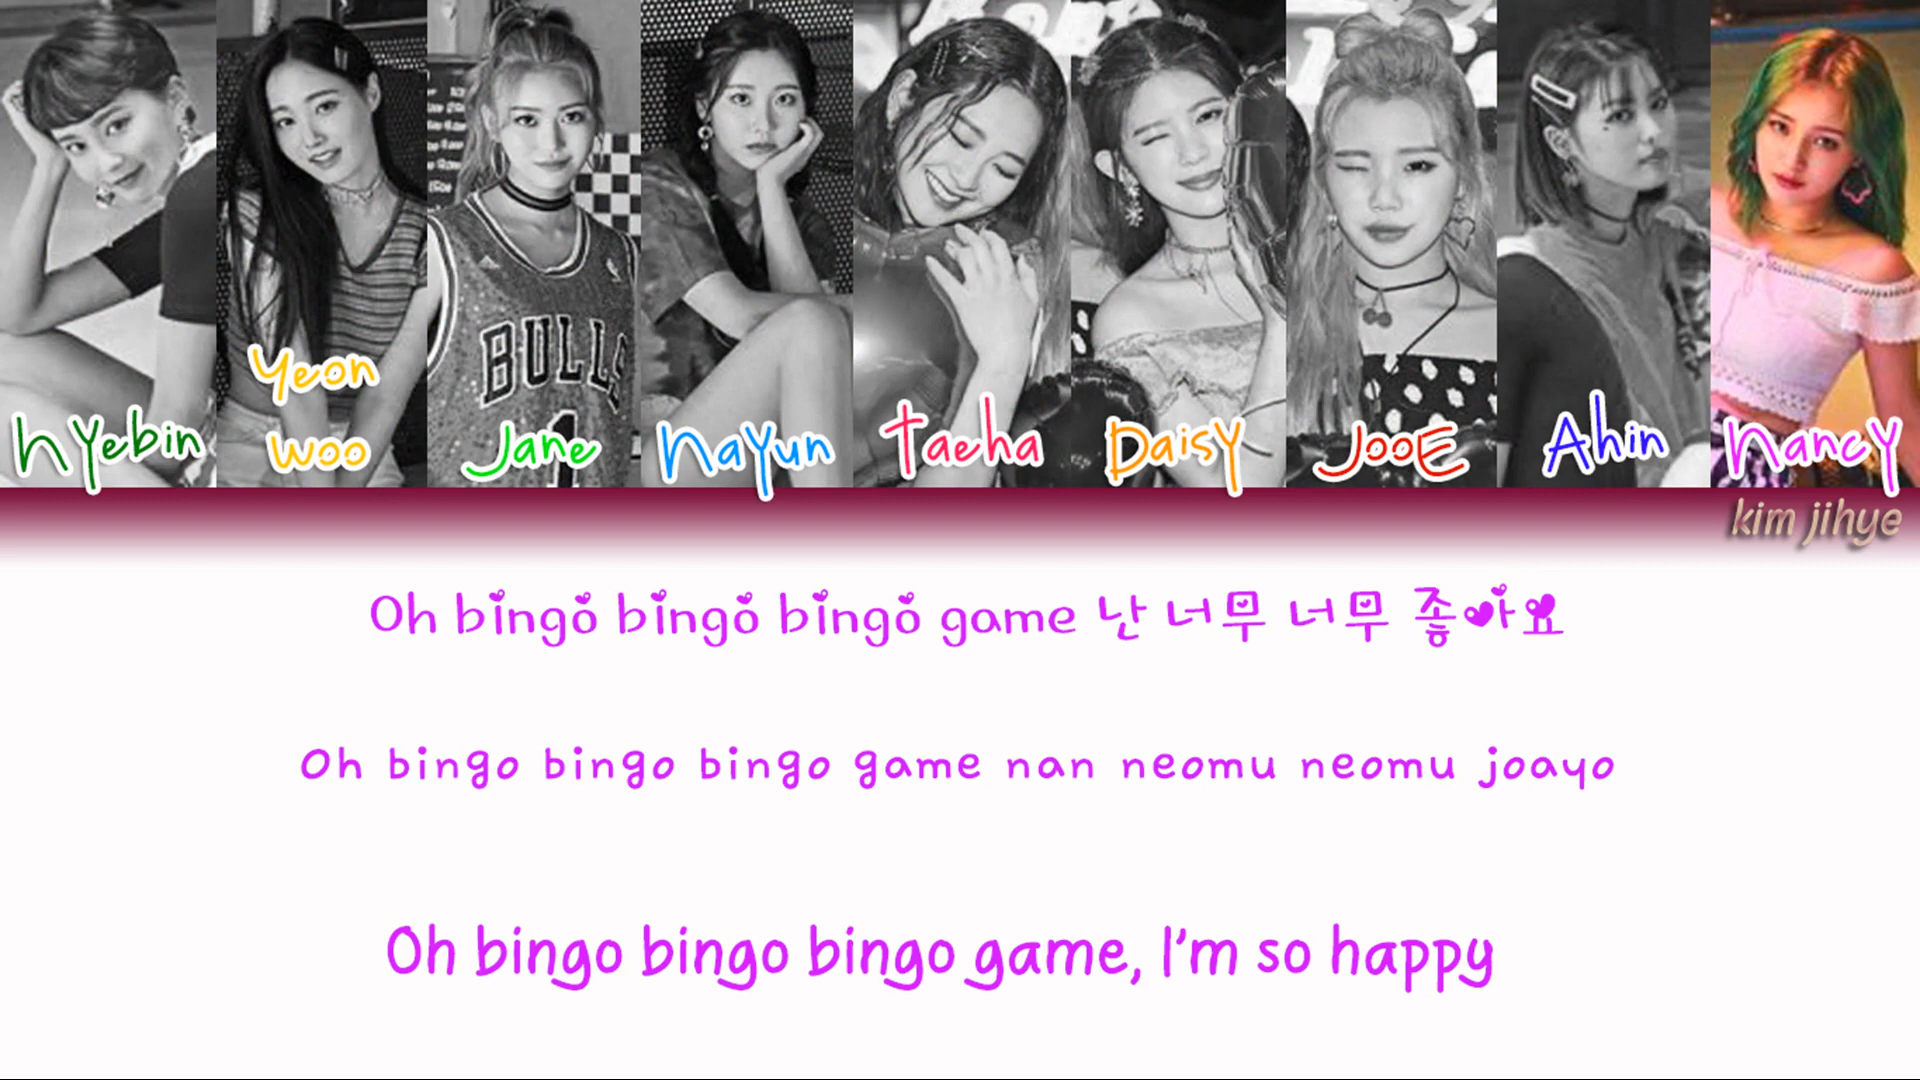 Hyebin
Yeon
Woo
Jane
Nayun
Taeha
Daisy
JooE
Ahin
Nancy
BULLS
1
kim jihye
Oh bingo bingo bingo game 난 너무 너무 좋아요
Oh bingo bingo bingo game nan neomu neomu joayo
Oh bingo bingo bingo game, I'm so happy